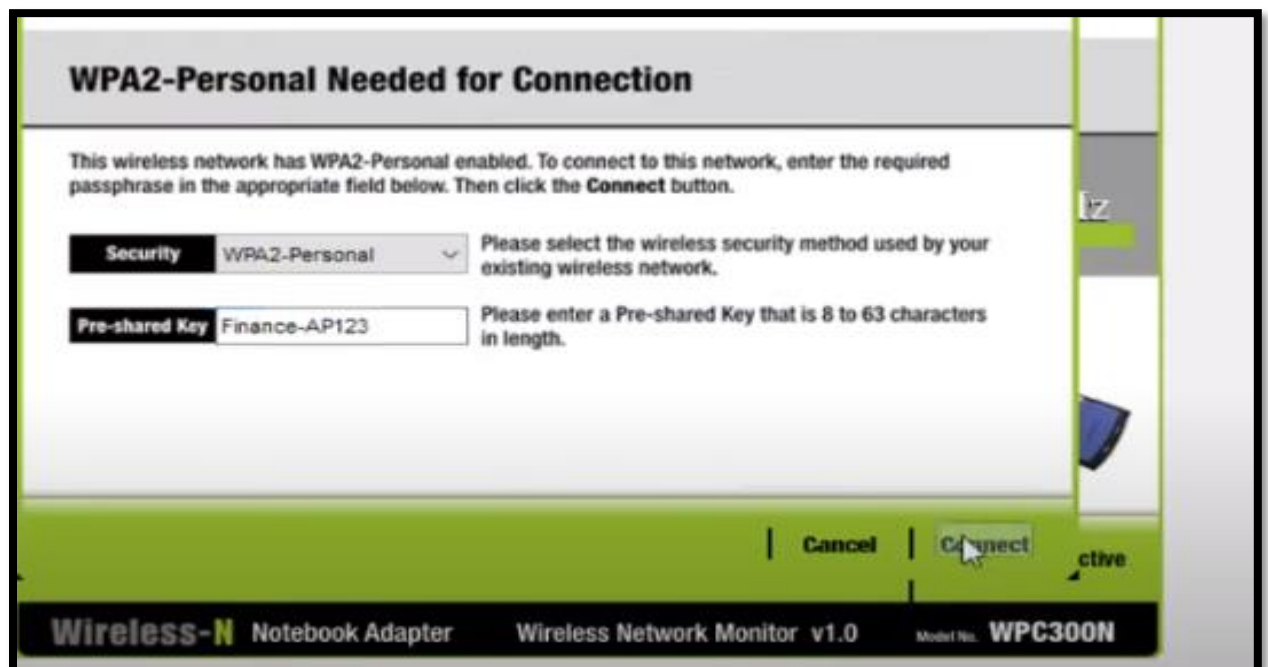 WPA2-Personal Needed for Connection
This wireless network has WPA2-Personal enabled. To connect to this network, enter the required
passphrase in the appropriate field below. Then click the Connect button.
Security WPA2-Personal Please select the wireless security method used by your
existing wireless network.
Pre-shared Key Finance-AP123 Please enter a Pre-shared Key that is 8 to 63 characters
in length.
Cancel Connect
Wireless-N Notebook Adapter Wireless Network Monitor v1.0 Model No. WPC300N